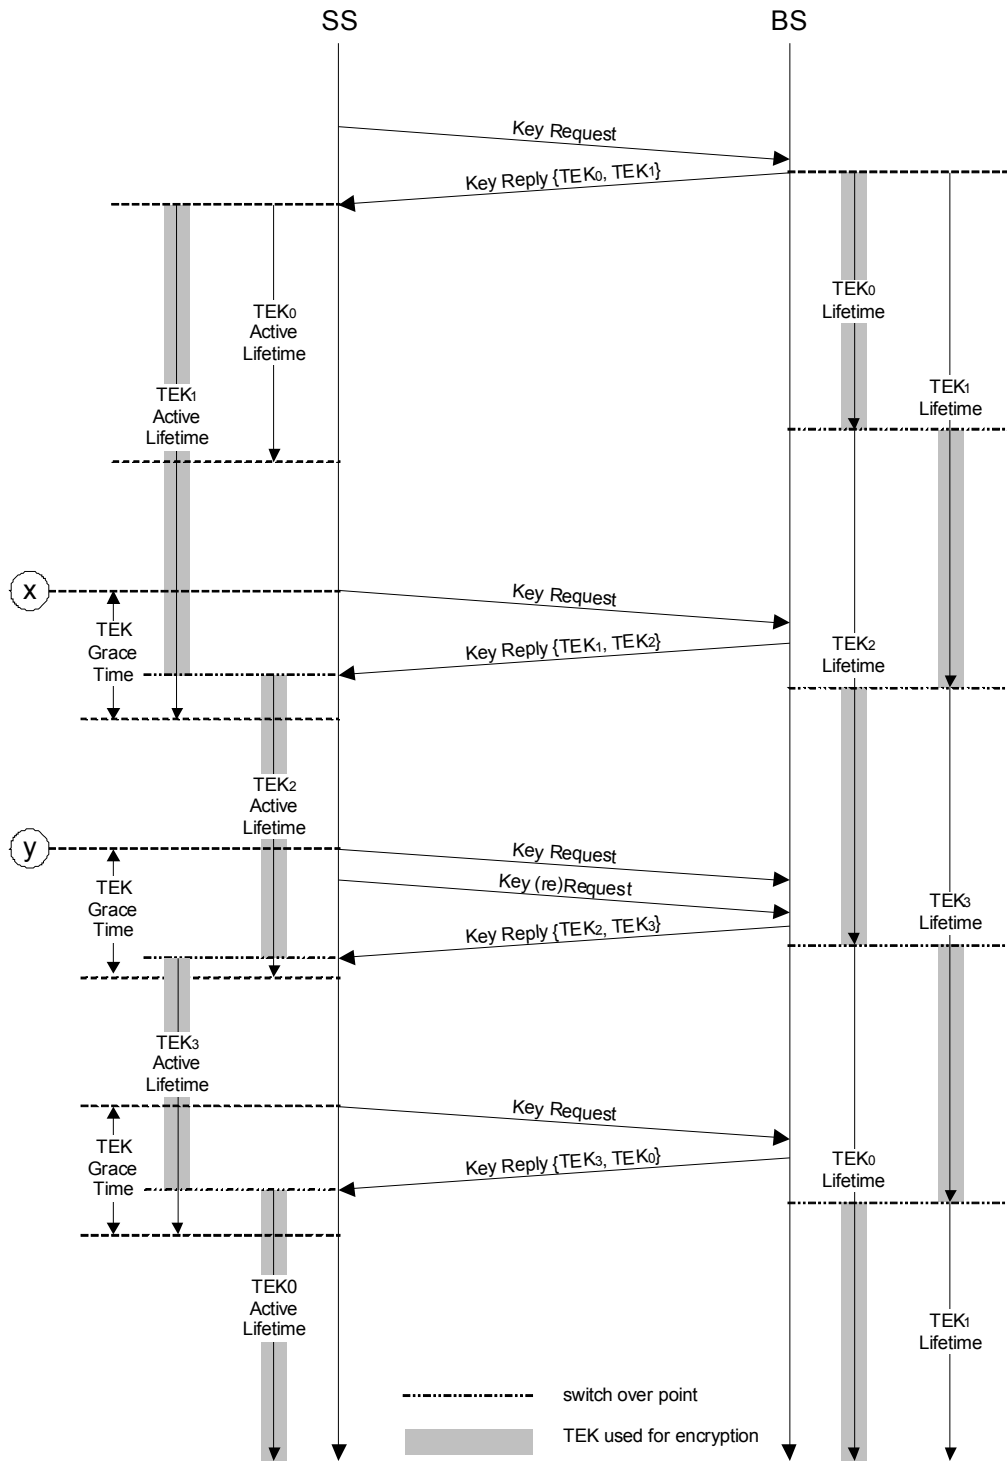 SS
BS
Key Request
Key Reply {TEK0, TEK1}
TEK0
Active
Lifetime
TEK0
Lifetime
TEK1
Active
Lifetime
TEK1
Lifetime
x
Key Request
TEK
Grace
Time
Key Reply {TEK1, TEK2}
TEK2
Lifetime
TEK2
Active
Lifetime
y
Key Request
Key (re)Request
TEK
Grace
Time
Key Reply {TEK2, TEK3}
TEK3
Lifetime
TEK3
Active
Lifetime
Key Request
TEK
Grace
Time
Key Reply {TEK3, TEK0}
TEK0
Lifetime
TEK0
Active
Lifetime
TEK1
Lifetime
switch over point
TEK used for encryption